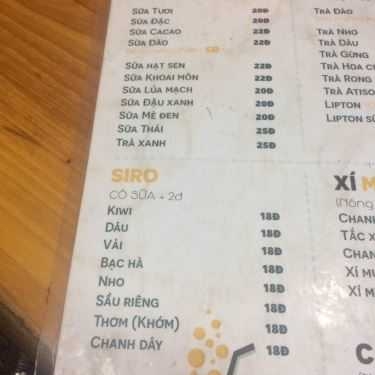 SỮA TƯƠI 20Đ
SỮA ĐẶC 20Đ
SỮA CACAO 22Đ
SỮA DÂU 20Đ
SỮA HẠT SEN 22Đ
SỮA KHOAI MÔN 22Đ
SỮA LÚA MẠCH 20Đ
SỮA ĐẬU XANH 20Đ
SỮA MÈ ĐEN 20Đ
SỮA THÁI 25Đ
TRÀ XANH 25Đ
SIRO
CÓ SỮA + 2đ
KIWI 18Đ
DÂU 18Đ
VẢI 18Đ
BẠC HÀ 18Đ
NHO 18Đ
SẦU RIÊNG 18Đ
THƠM (KHÓM) 18Đ
CHANH DÂY 18Đ
TRÀ ĐÀO
TRÀ NHO
TRÀ DÂU
TRÀ GỪNG
TRÀ HOA C
TRÀ RONG
TRÀ ATISO
LIPTON
LIPTON SỮ
XÍ M
(Nóng
CHAN
TẮC X
CHAN
XÍ MU
XÍ M
C